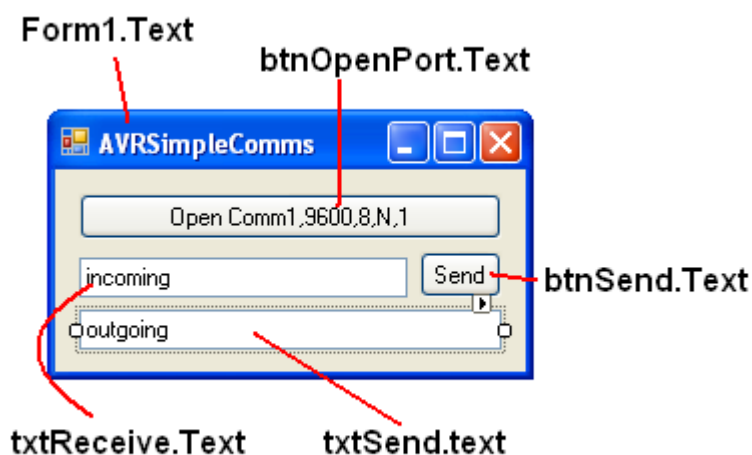 Form1.Text
btnOpenPort.Text
AVRSimpleComms
Open Comm1,9600,8,N,1
incoming
Send
btnSend.Text
outgoing
txtReceive.Text
txtSend.text